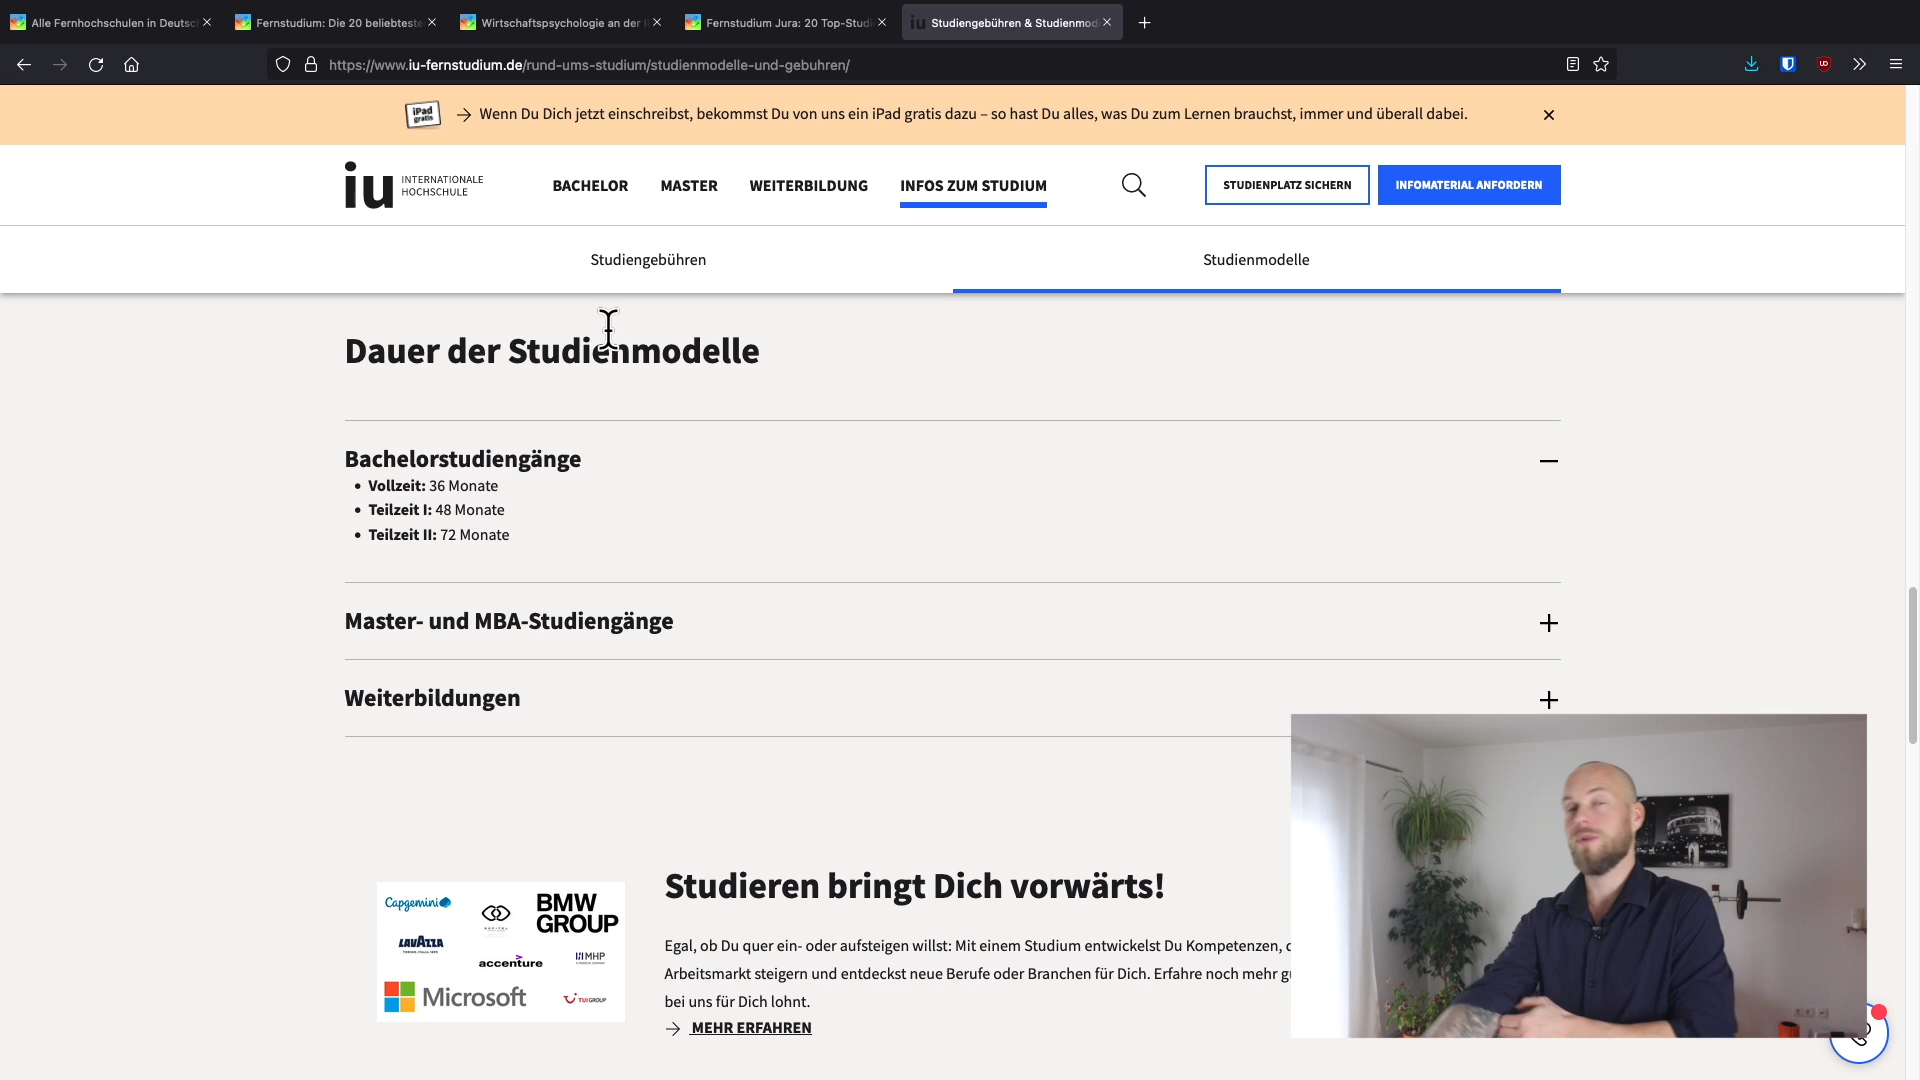 Alle Fernhochschulen in Deutsc
Fernstudium: Die 20 beliebteste
Wirtschaftspsychologie an der I
Fernstudium Jura: 20 Top-Studi
iu Studiengebühren & Studienmod
https://www.iu-fernstudium.de/rund-ums-studium/studienmodelle-und-gebuhren/
iPad gratis
Wenn Du Dich jetzt einschreibst, bekommst Du von uns ein iPad gratis dazu – so hast Du alles, was Du zum Lernen brauchst, immer und überall dabei.
iu INTERNATIONALE
HOCHSCHULE
BACHELOR
MASTER
WEITERBILDUNG
INFOS ZUM STUDIUM
STUDIENPLATZ SICHERN
INFOMATERIAL ANFORDERN
Studiengebühren
Studienmodelle
Dauer der Studienmodelle
Bachelorstudiengänge
• Vollzeit: 36 Monate
• Teilzeit I: 48 Monate
• Teilzeit II: 72 Monate
Master- und MBA-Studiengänge
Weiterbildungen
Capgemini
BMW
GROUP
LAVAZZA
accenture
MHP
Microsoft
TUI GROUP
Studieren bringt Dich vorwärts!
Egal, ob Du quer ein- oder aufsteigen willst: Mit einem Studium entwickelst Du Kompetenzen,
Arbeitsmarkt steigern und entdeckst neue Berufe oder Branchen für Dich. Erfahre noch mehr
bei uns für Dich lohnt.
MEHR ERFAHREN